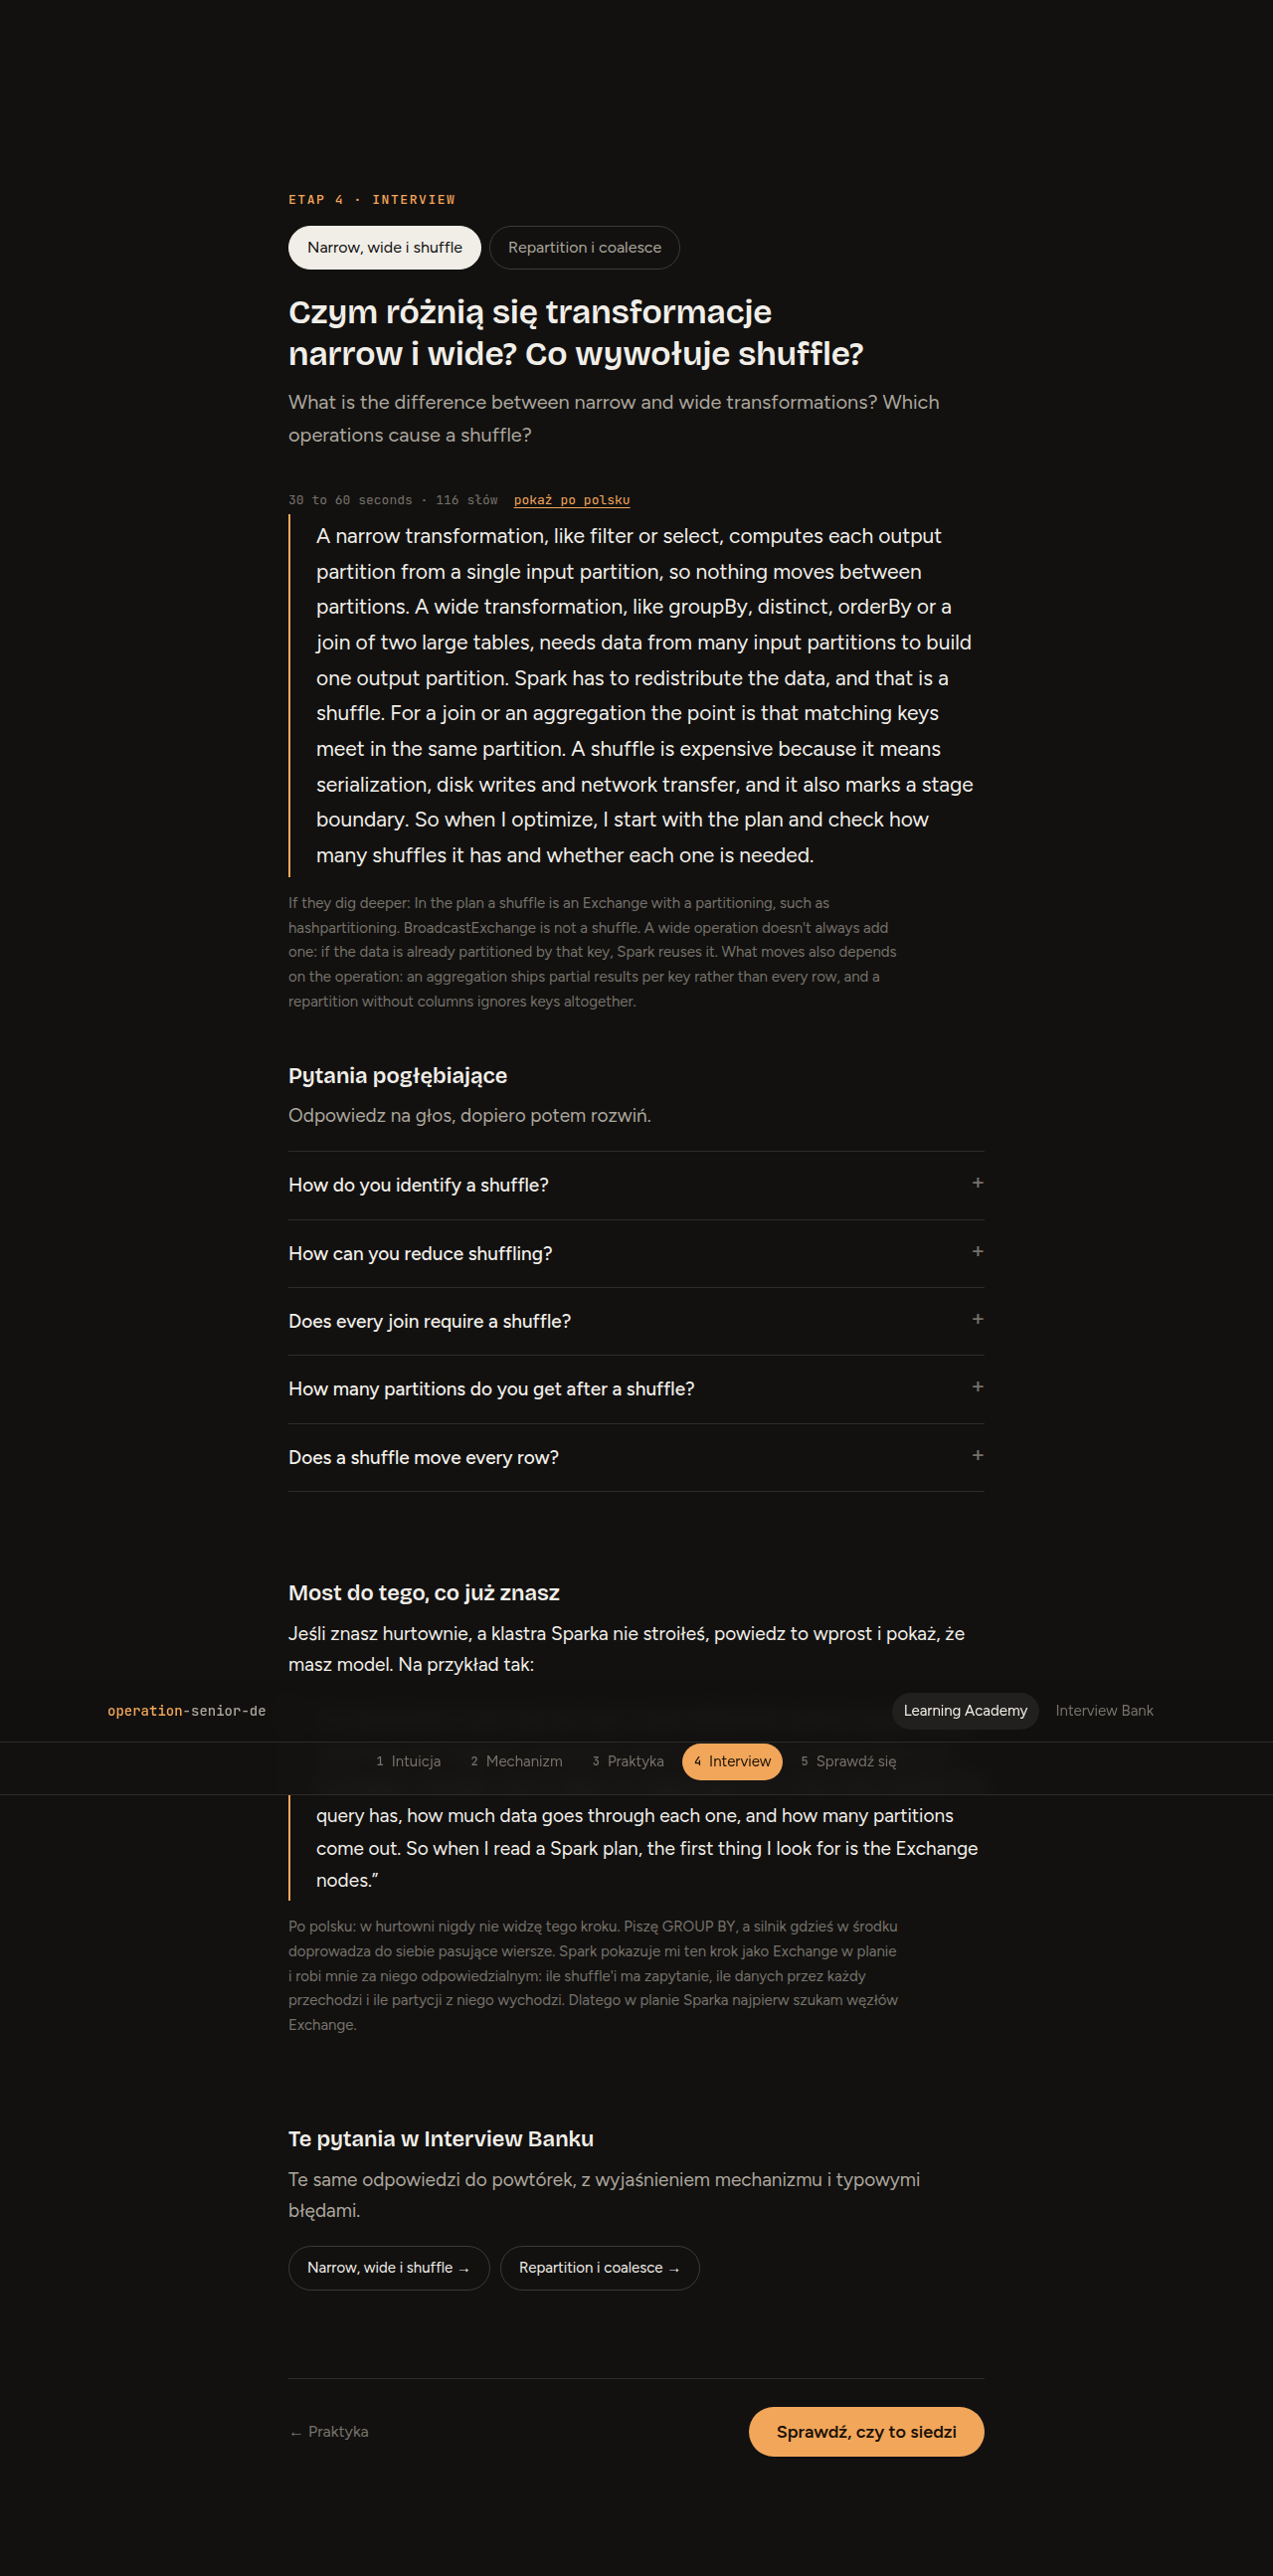 ETAP 4 · INTERVIEW
Narrow, wide i shuffle
Repartition i coalesce
Czym różnią się transformacje
narrow i wide? Co wywołuje shuffle?
What is the difference between narrow and wide transformations? Which
operations cause a shuffle?
30 to 60 seconds · 116 słów pokaż po polsku
A narrow transformation, like filter or select, computes each output
partition from a single input partition, so nothing moves between
partitions. A wide transformation, like groupBy, distinct, orderBy or a
join of two large tables, needs data from many input partitions to build
one output partition. Spark has to redistribute the data, and that is a
shuffle. For a join or an aggregation the point is that matching keys
meet in the same partition. A shuffle is expensive because it means
serialization, disk writes and network transfer, and it also marks a stage
boundary. So when I optimize, I start with the plan and check how
many shuffles it has and whether each one is needed.
If they dig deeper: In the plan a shuffle is an Exchange with a partitioning, such as
hashpartitioning. BroadcastExchange is not a shuffle. A wide operation doesn't always add
one: if the data is already partitioned by that key, Spark reuses it. What moves also depends
on the operation: an aggregation ships partial results per key rather than every row, and a
repartition without columns ignores keys altogether.
Pytania pogłębiające
Odpowiedz na głos, dopiero potem rozwiń.
How do you identify a shuffle? +
How can you reduce shuffling? +
Does every join require a shuffle? +
How many partitions do you get after a shuffle? +
Does a shuffle move every row? +
Most do tego, co już znasz
Jeśli znasz hurtownie, a klastra Sparka nie stroiłeś, powiedz to wprost i pokaż, że
masz model. Na przykład tak:
operation-senior-de
Learning Academy
Interview Bank
1 Intuicja
2 Mechanizm
3 Praktyka
4 Interview
5 Sprawdź się
query has, how much data goes through each one, and how many partitions
come out. So when I read a Spark plan, the first thing I look for is the Exchange
nodes.”
Po polsku: w hurtowni nigdy nie widzę tego kroku. Piszę GROUP BY, a silnik gdzieś w środku
doprowadza do siebie pasujące wiersze. Spark pokazuje mi ten krok jako Exchange w planie
i robi mnie za niego odpowiedzialnym: ile shuffle'i ma zapytanie, ile danych przez każdy
przechodzi i ile partycji z niego wychodzi. Dlatego w planie Sparka najpierw szukam węzłów
Exchange.
Te pytania w Interview Banku
Te same odpowiedzi do powtórek, z wyjaśnieniem mechanizmu i typowymi
błędami.
Narrow, wide i shuffle →
Repartition i coalesce →
← Praktyka
Sprawdź, czy to siedzi